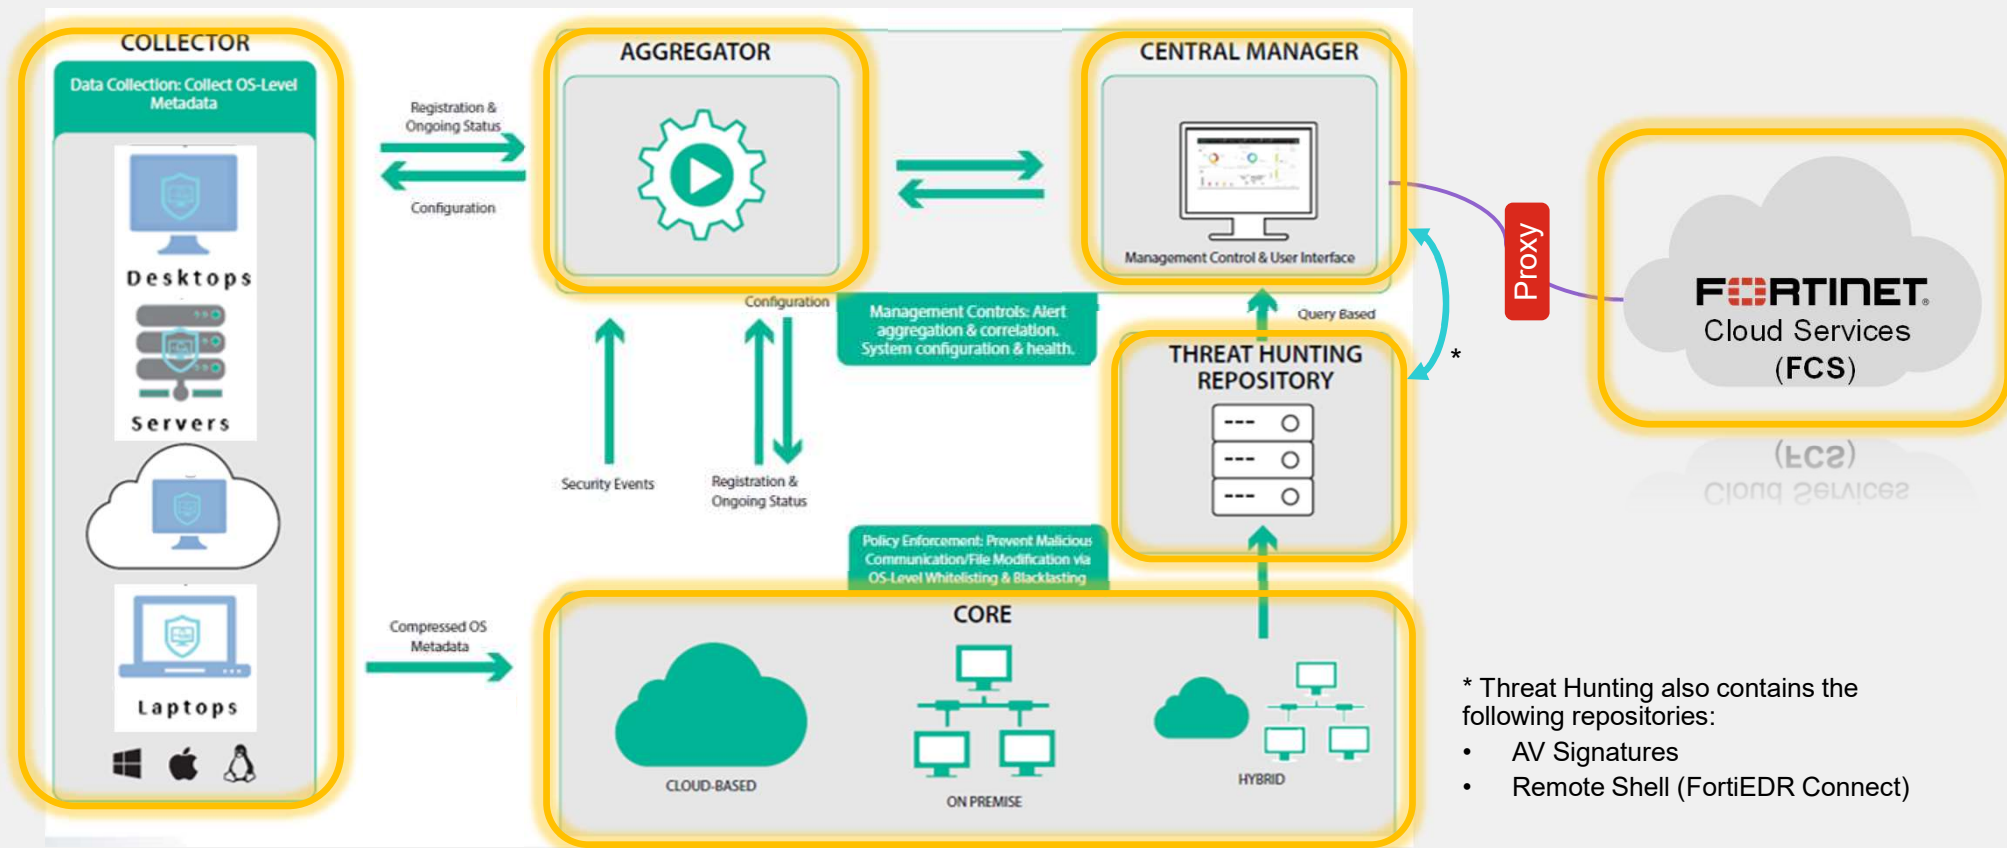 COLLECTOR
Data Collection: Collect OS-Level
Metadata
Desktops
Servers
Laptops
Registration &
Ongoing Status
Configuration
Compressed OS
Metadata
AGGREGATOR
CENTRAL MANAGER
Management Control & User Interface
Configuration
Management Controls: Alert
aggregation & correlation.
System configuration & health.
Query Based
Security Events
Registration &
Ongoing Status
THREAT HUNTING
REPOSITORY
*
Policy Enforcement: Prevent Malicious
Communication/File Modification via
OS-Level Whitelisting & Blacklasting
CORE
CLOUD-BASED
ON PREMISE
HYBRID
Proxy
FORTINET®
Cloud Services
(FCS)
* Threat Hunting also contains the
following repositories:
• AV Signatures
• Remote Shell (FortiEDR Connect)